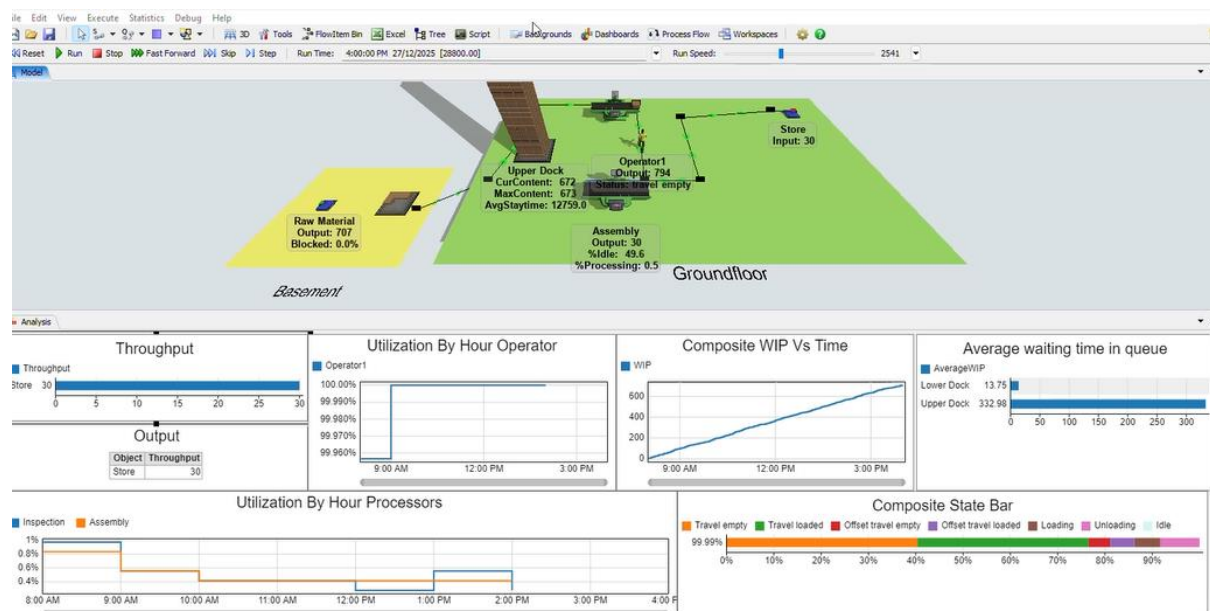 ile Edit View Execute Statistics Debug Help
3D Tools FlowItem Bin Excel Tree Script Backgrounds Dashboards Process Flow Workspaces
Reset Run Stop Fast Forward Skip Step Run Time: 4:00:00 PM 27/12/2025 [28800.00] Run Speed: 2541
Model
Store
Input: 30
Upper Dock
CurContent: 672
MaxContent: 673
AvgStaytime: 12759.0
Operator1
Output: 794
Status: travel empty
Raw Material
Output: 707
Blocked: 0.0%
Assembly
Output: 30
%Idle: 49.6
%Processing: 0.5
Groundfloor
Basement
Analysis
Throughput
Throughput
Store 30
0 5 10 15 20 25 30
Output
Object Throughput
Store 30
Utilization By Hour Operator
Operator1
100.00%
99.990%
99.980%
99.970%
99.960%
9:00 AM 12:00 PM 3:00 PM
Composite WIP Vs Time
WIP
600
400
200
0
9:00 AM 12:00 PM 3:00 PM
Average waiting time in queue
AverageWIP
Lower Dock 13.75
Upper Dock 332.98
0 50 100 150 200 250 300
Utilization By Hour Processors
Inspection Assembly
1%
0.8%
0.6%
0.4%
8:00 AM 9:00 AM 10:00 AM 11:00 AM 12:00 PM 1:00 PM 2:00 PM 3:00 PM 4:00 P
Composite State Bar
Travel empty Travel loaded Offset travel empty Offset travel loaded Loading Unloading Idle
99.99%
0% 10% 20% 30% 40% 50% 60% 70% 80% 90%